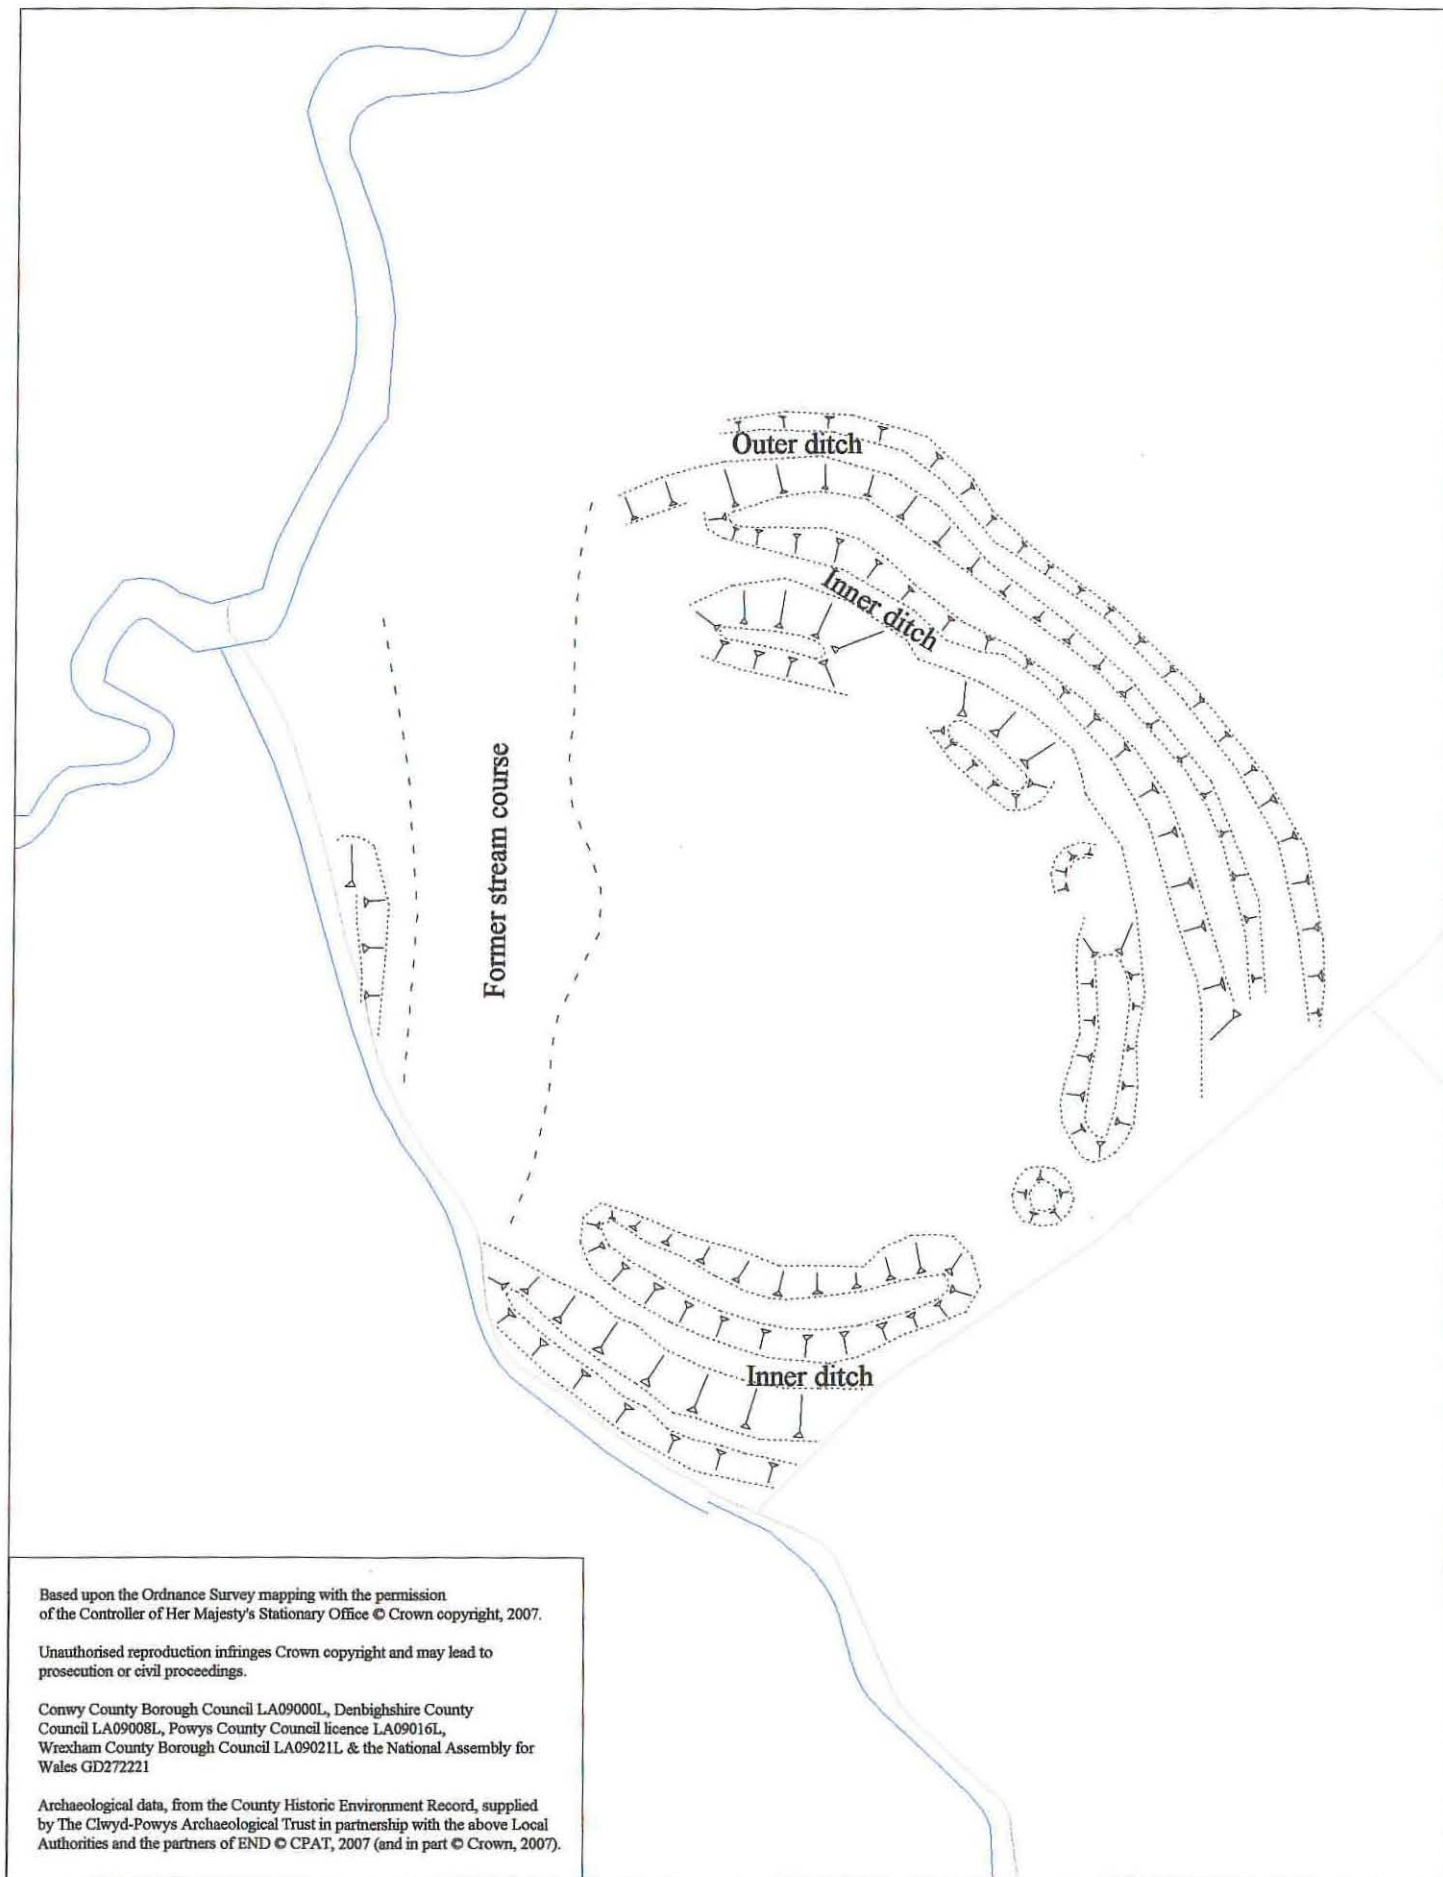 Outer ditch
Inner ditch
Former stream course
Inner ditch
Based upon the Ordnance Survey mapping with the permission
of the Controller of Her Majesty's Stationary Office © Crown copyright, 2007.
Unauthorised reproduction infringes Crown copyright and may lead to
prosecution or civil proceedings.
Conwy County Borough Council LA09000L, Denbighshire County
Council LA09008L, Powys County Council licence LA09016L,
Wrexham County Borough Council LA09021L & the National Assembly for
Wales GD272221
Archaeological data, from the County Historic Environment Record, supplied
by The Clwyd-Powys Archaeological Trust in partnership with the above Local
Authorities and the partners of END © CPAT, 2007 (and in part © Crown, 2007).